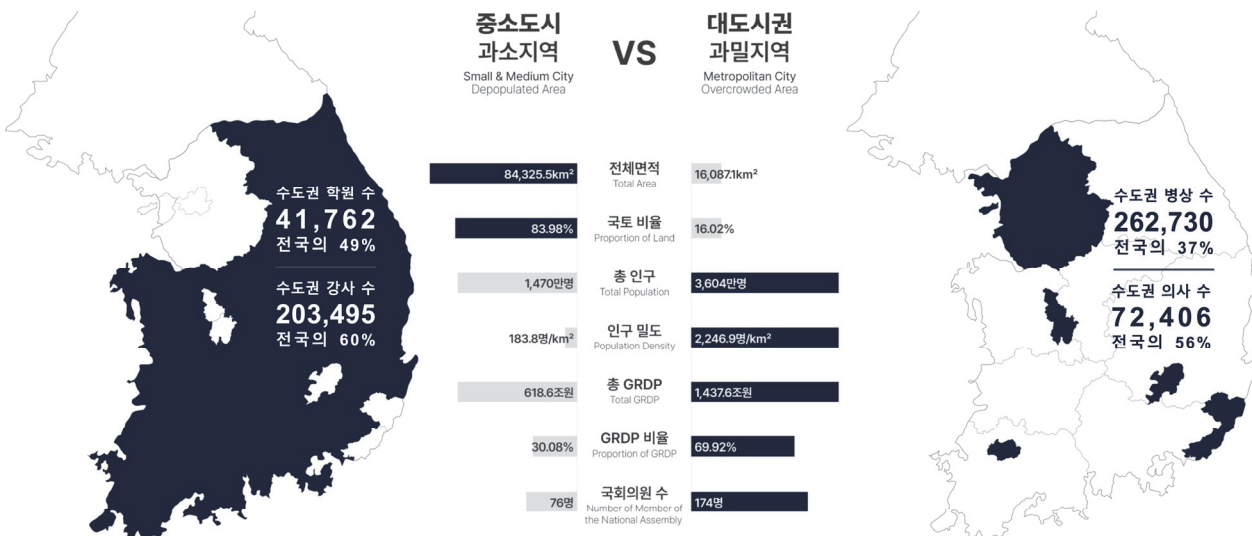 중소도시
과소지역
Small & Medium City
Depopulated Area
VS
대도시권
과밀지역
Metropolitan City
Overcrowded Area
수도권 학원 수
41,762
전국의 49%
수도권 강사 수
203,495
전국의 60%
84,325.5km²
전체면적
Total Area
16,087.1km²
83.98%
국토 비율
Proportion of Land
16.02%
1,470만명
총 인구
Total Population
3,604만명
183.8명/km²
인구 밀도
Population Density
2,246.9명/km²
618.6조원
총 GRDP
Total GRDP
1,437.6조원
30.08%
GRDP 비율
Proportion of GRDP
69.92%
76명
국회의원 수
Number of Member of
the National Assembly
174명
수도권 병상 수
262,730
전국의 37%
수도권 의사 수
72,406
전국의 56%